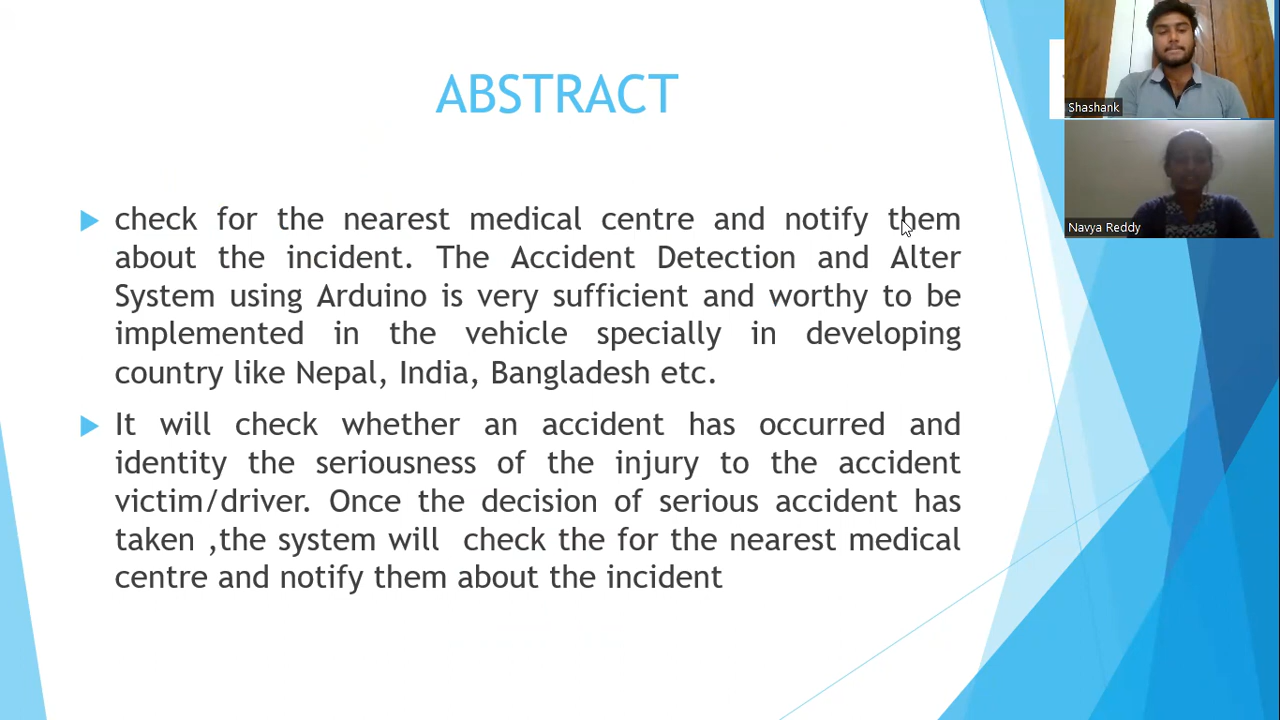 ABSTRACT
check for the nearest medical centre and notify them
about the incident. The Accident Detection and Alter
System using Arduino is very sufficient and worthy to be
implemented in the vehicle specially in developing
country like Nepal, India, Bangladesh etc.
It will check whether an accident has occurred and
identity the seriousness of the injury to the accident
victim/driver. Once the decision of serious accident has
taken ,the system will check the for the nearest medical
centre and notify them about the incident
Shashank
Navya Reddy